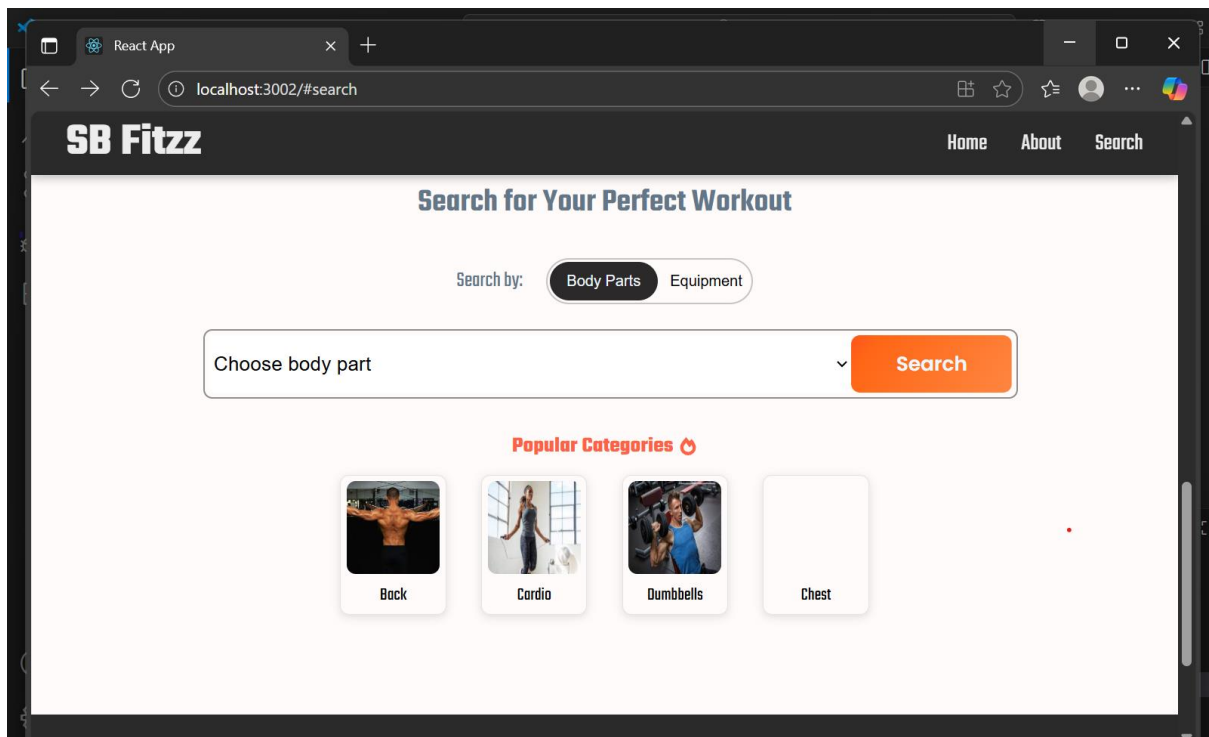 React App
localhost:3002/#search
SB Fitzz
Home About Search
Search for Your Perfect Workout
Search by: Body Parts Equipment
Choose body part Search
Popular Categories
Back Cardio Dumbbells Chest